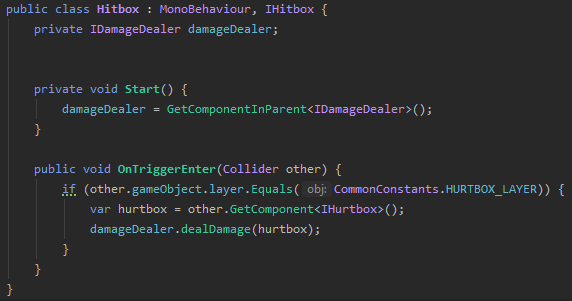 public class Hitbox : MonoBehaviour, IHitbox {
private IDamageDealer damageDealer;
private void Start() {
damageDealer = GetComponentInParent<IDamageDealer>();
}
public void OnTriggerEnter(Collider other) {
if (other.gameObject.layer.Equals( obj: CommonConstants.HURTBOX_LAYER)) {
var hurtbox = other.GetComponent<IHurtbox>();
damageDealer.dealDamage(hurtbox);
}
}
}